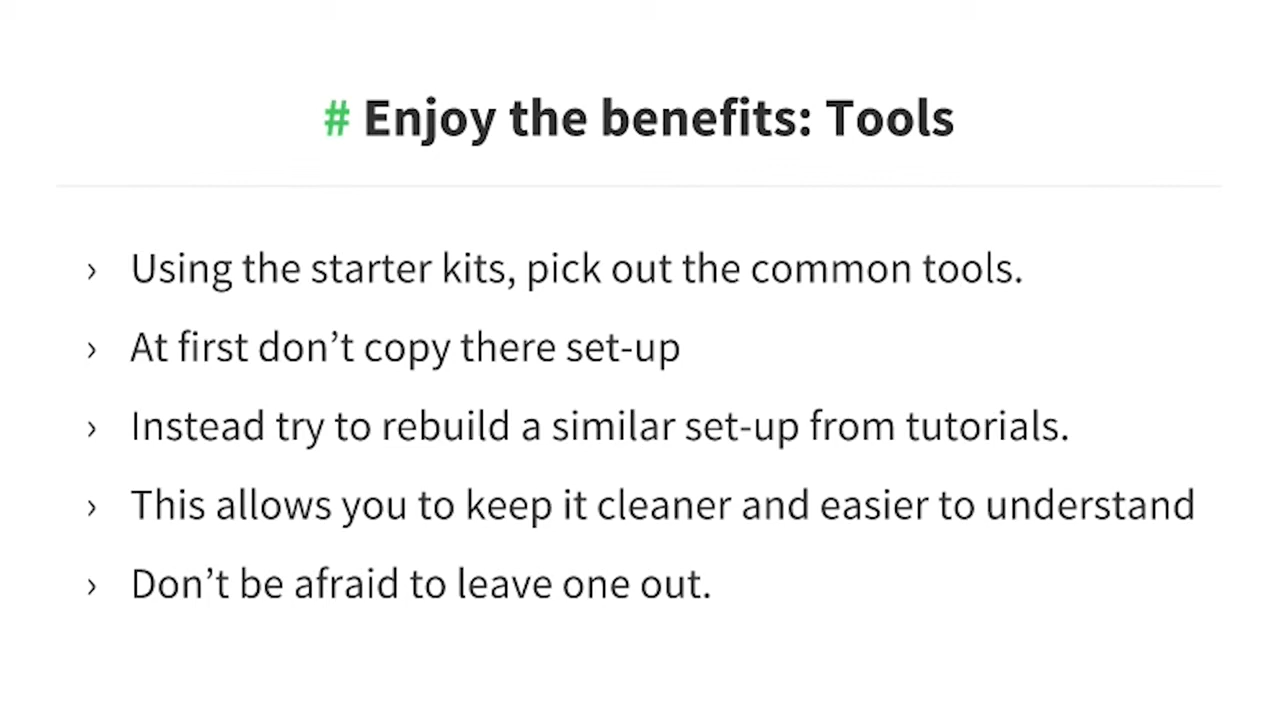 # Enjoy the benefits: Tools
› Using the starter kits, pick out the common tools.
› At first don’t copy there set-up
› Instead try to rebuild a similar set-up from tutorials.
› This allows you to keep it cleaner and easier to understand
› Don’t be afraid to leave one out.